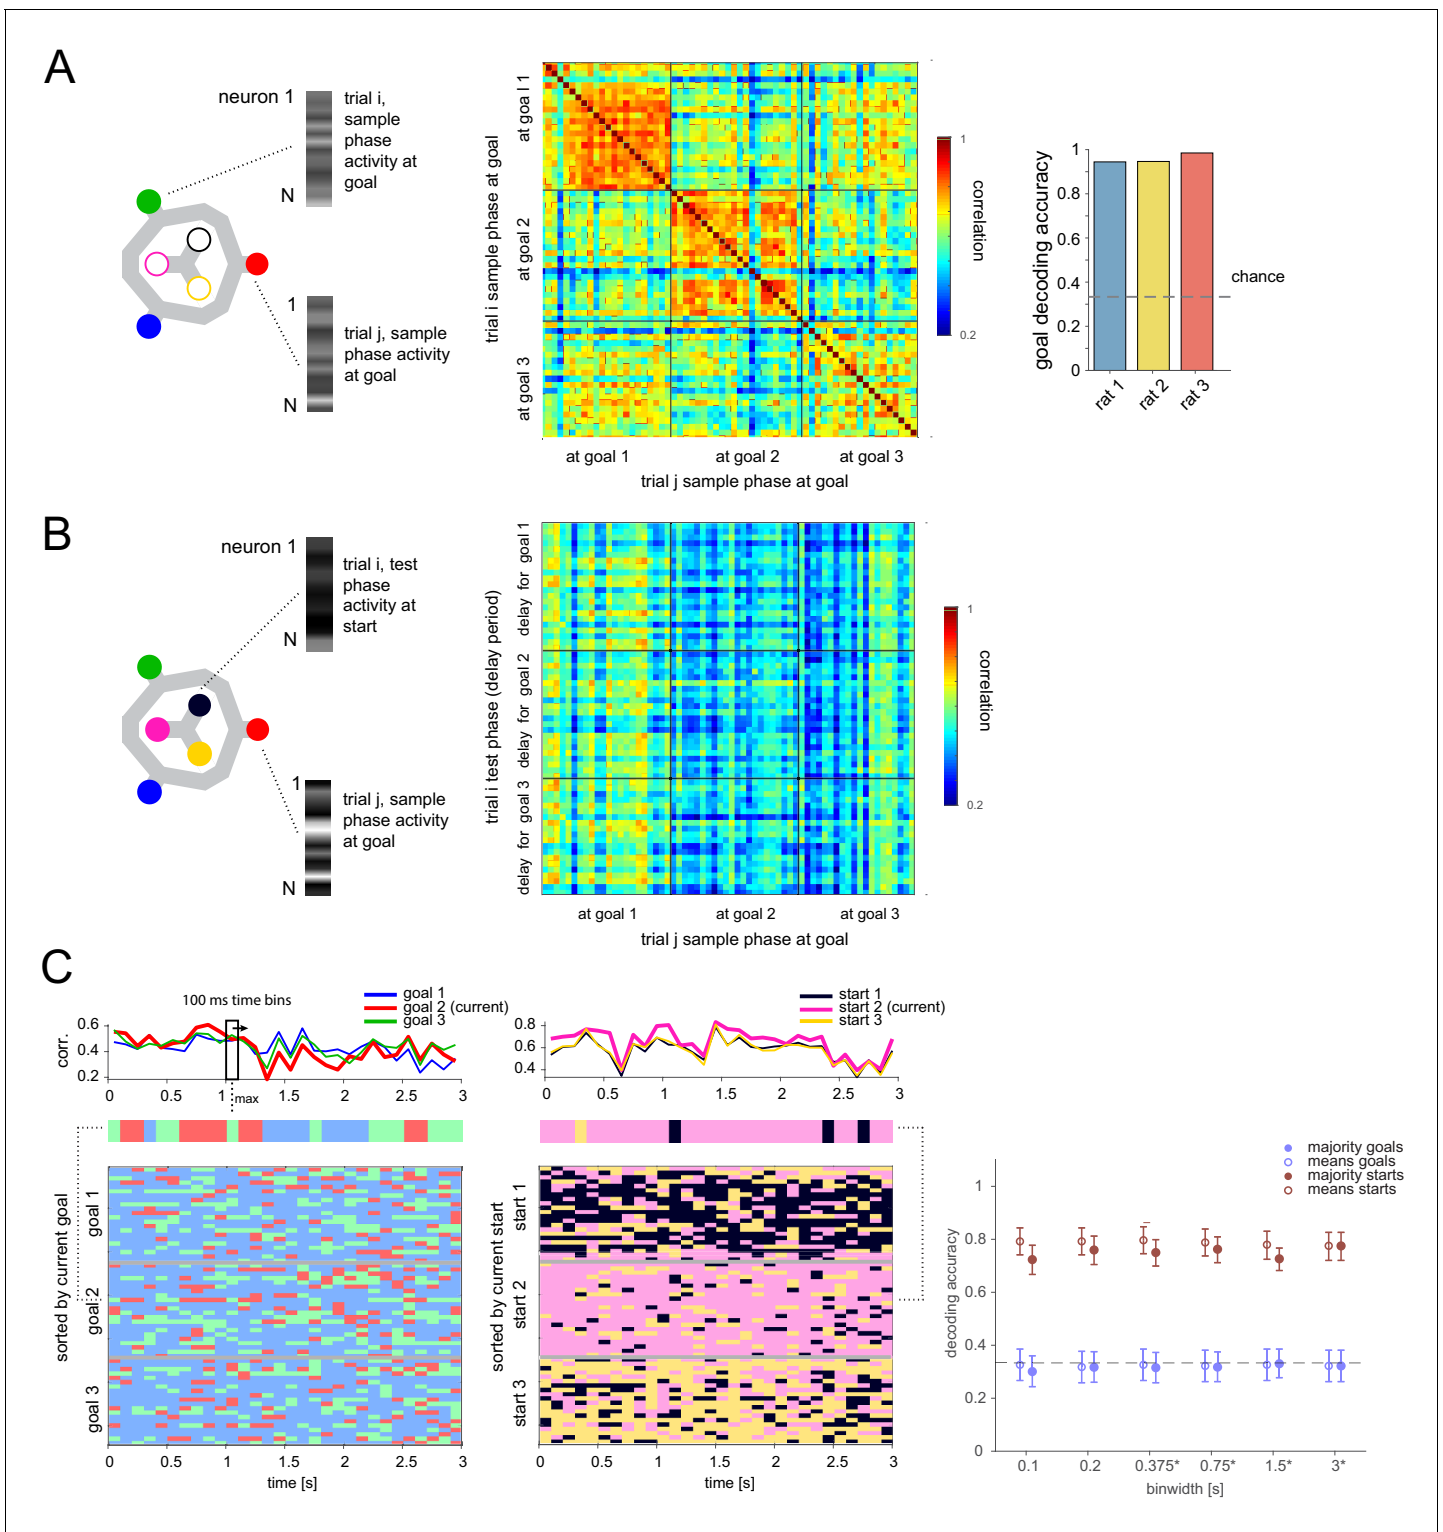 A
neuron 1
N
trial i,
sample
phase
activity at
goal
1
N
trial j, sample
phase activity
at goal
trial i sample phase at goal
at goa l 1
at goal 2
at goal 3
at goal 1
at goal 2
at goal 3
trial j sample phase at goal
1
correlation
0.2
goal decoding accuracy
1
0.8
0.6
0.4
0.2
0
chance
rat 1
rat 2
rat 3
B
neuron 1
N
trial i, test
phase
activity at
start
1
N
trial j, sample
phase activity
at goal
trial i test phase (delay period)
delay for goal 1
delay for goal 2
delay for goal 3
at goal 1
at goal 2
at goal 3
trial j sample phase at goal
1
correlation
0.2
C
100 ms time bins
goal 1
goal 2 (current)
goal 3
corr.
0.6
0.4
0.2
0
0.5
1
1.5
2
2.5
3
max
start 1
start 2 (current)
start 3
0.8
0.6
0.4
0
0.5
1
1.5
2
2.5
3
sorted by current goal
goal 1
goal 2
goal 3
0
0.5
1
1.5
2
2.5
3
time [s]
sorted by current start
start 1
start 2
start 3
0
0.5
1
1.5
2
2.5
3
time [s]
majority goals
means goals
majority starts
means starts
decoding accuracy
1
0.8
0.6
0.4
0.2
0
0.1
0.2
0.375*
0.75*
1.5*
3*
binwidth [s]